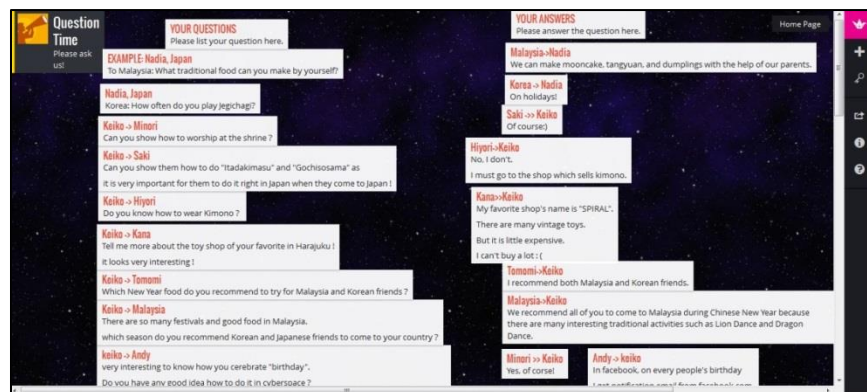 Question
Time
Please ask
us!
YOUR QUESTIONS
Please list your question here.
EXAMPLE: Nadia, Japan
To Malaysia: What traditional food can you make by yourself?
Nadia, Japan
Korea: How often do you play Jegichagi?
Keiko -> Minori
Can you show how to worship at the shrine ?
Keiko -> Saki
Can you show them how to do "Itadakimasu" and "Gochisosama" as
it is very important for them to do it right in Japan when they come to Japan !
Keiko -> Hiyori
Do you know how to wear Kimono ?
Keiko -> Kana
Tell me more about the toy shop of your favorite in Harajuku !
it looks very interesting !
Keiko -> Tomomi
Which New Year food do you recommend to try for Malaysia and Korean friends ?
Keiko -> Malaysia
There are so many festivals and good food in Malaysia.
which season do you recommend Korean and Japanese friends to come to your country ?
keiko -> Andy
very interesting to know how you cerebrate "birthday".
Do you have any good idea how to do it in cyberspace ?
YOUR ANSWERS
Please answer the question here.
Home Page
Malaysia->Nadia
We can make mooncake, tangyuan, and dumplings with the help of our parents.
Korea -> Nadia
On holidays!
Saki ->> Keiko
Of course:)
Hiyori->Keiko
No, I don't.
I must go to the shop which sells kimono.
Kana>>Keiko
My favorite shop's name is "SPIRAL".
There are many vintage toys.
But it is little expensive.
I can't buy a lot : (
Tomomi->Keiko
I recommend both Malaysia and Korean friends.
Malaysia->Keiko
We recommend all of you to come to Malaysia during Chinese New Year because
there are many interesting traditional activities such as Lion Dance and Dragon
Dance.
Minori >> Keiko
Yes, of corse!
Andy -> keiko
In facebook, on every people's birthday